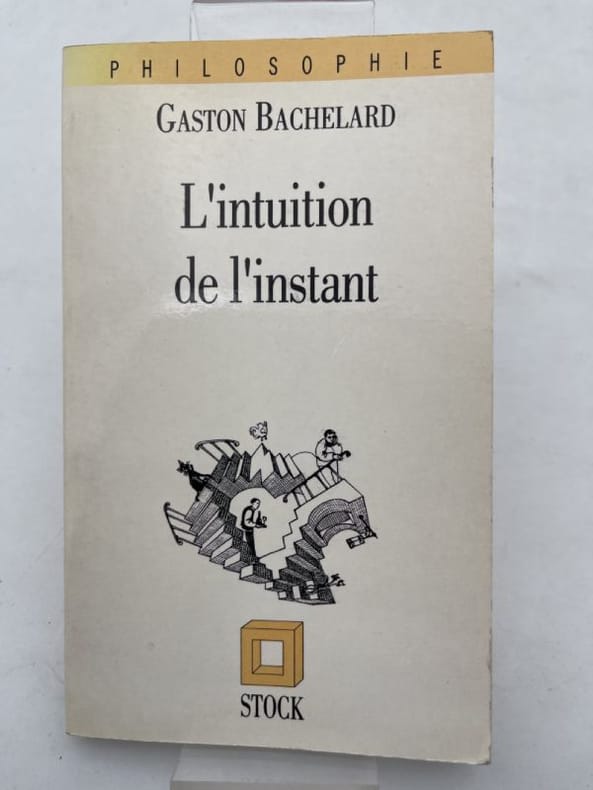 PHILOSOPHIE
GASTON BACHELARD
L'intuition
de l'instant
STOCK